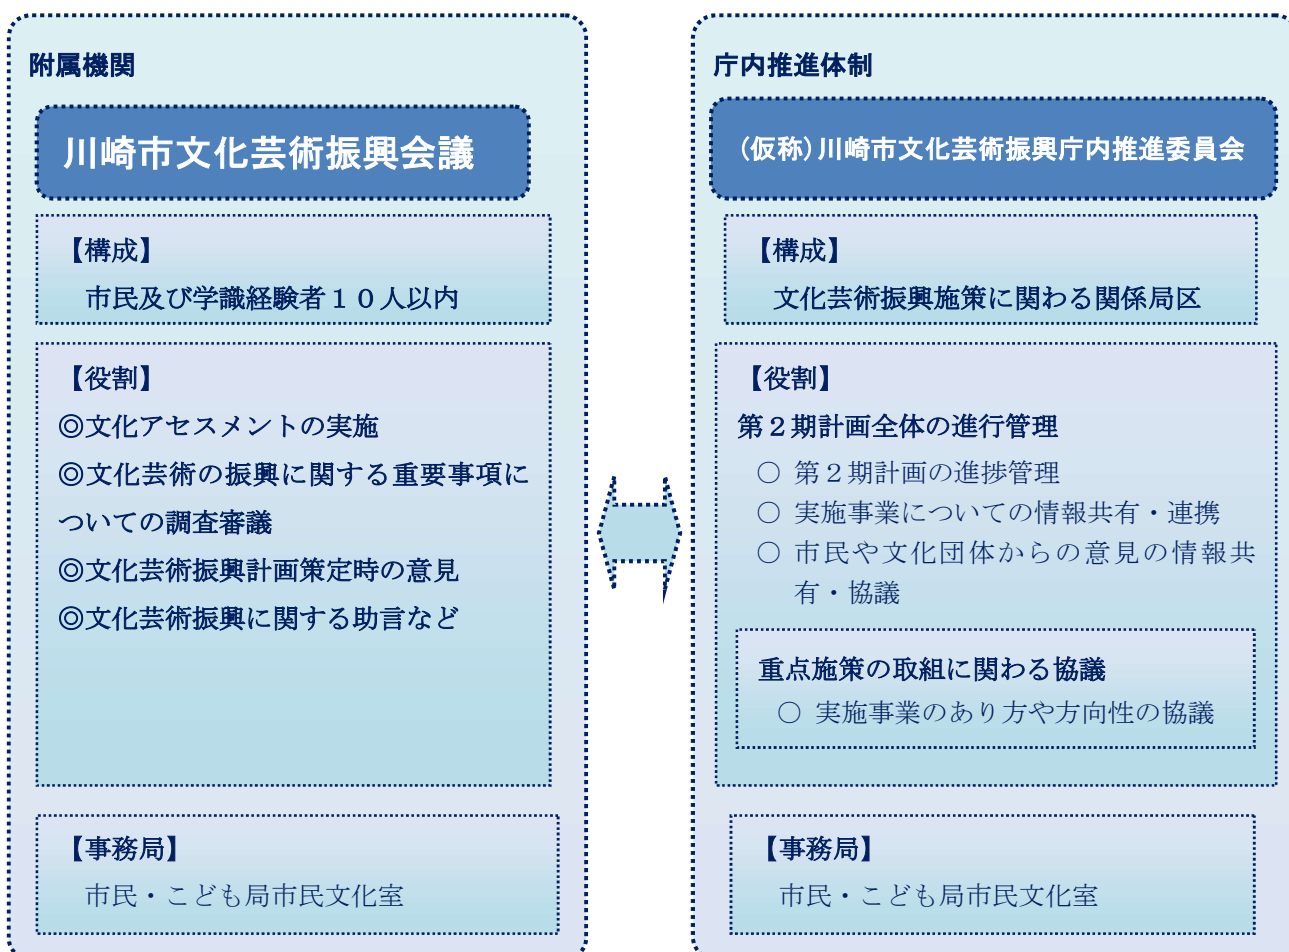 附属機関
川崎市文化芸術振興会議
【構成】
市民及び学識経験者１０人以内
【役割】
◎文化アセスメントの実施
◎文化芸術の振興に関する重要事項に
ついての調査審議
◎文化芸術振興計画策定時の意見
◎文化芸術振興に関する助言など
【事務局】
市民・こども局市民文化室
庁内推進体制
（仮称）川崎市文化芸術振興庁内推進委員会
【構成】
文化芸術振興施策に関わる関係局区
【役割】
第２期計画全体の進行管理
○ 第２期計画の進捗管理
○ 実施事業についての情報共有・連携
○ 市民や文化団体からの意見の情報共
有・協議
重点施策の取組に関わる協議
○ 実施事業のあり方や方向性の協議
【事務局】
市民・こども局市民文化室